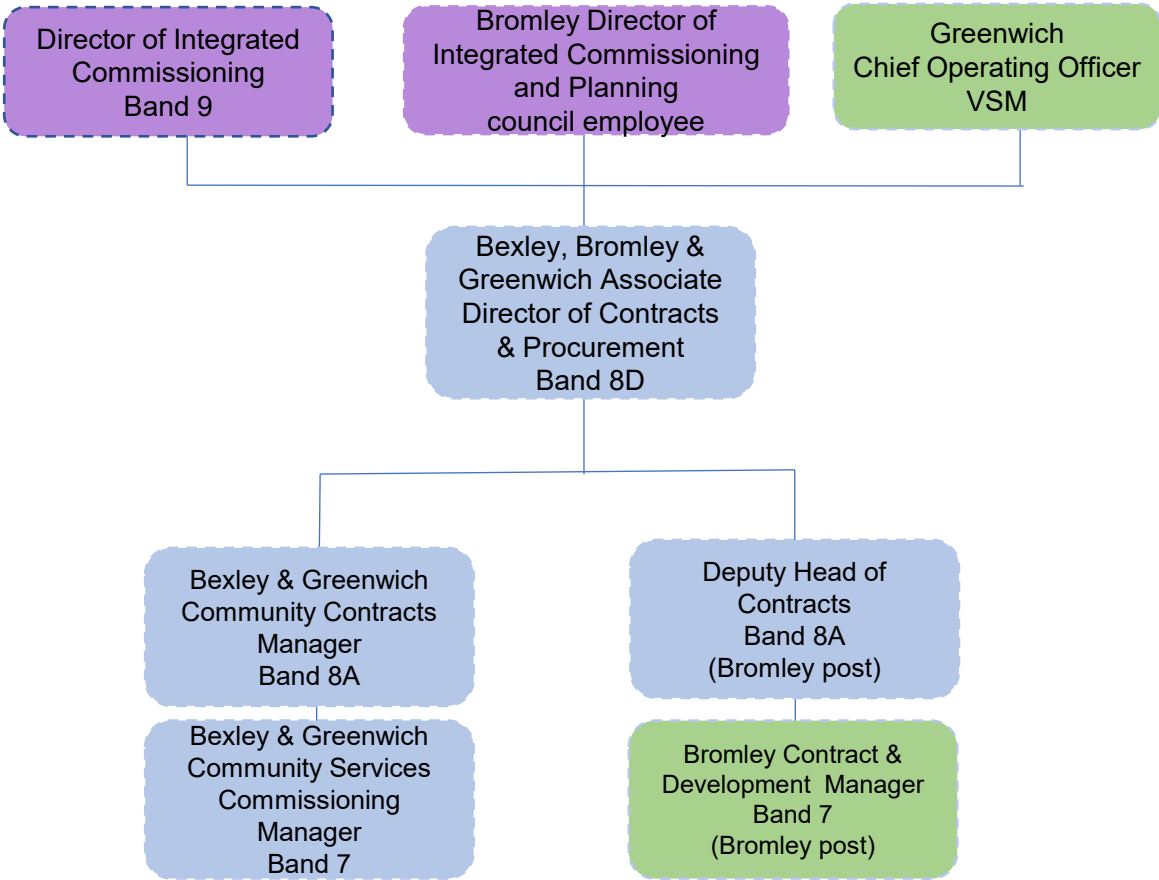 Director of Integrated
Commissioning
Band 9
Bromley Director of
Integrated Commissioning
and Planning
council employee
Greenwich
Chief Operating Officer
VSM
Bexley, Bromley &
Greenwich Associate
Director of Contracts
& Procurement
Band 8D
Bexley & Greenwich
Community Contracts
Manager
Band 8A
Deputy Head of
Contracts
Band 8A
(Bromley post)
Bexley & Greenwich
Community Services
Commissioning
Manager
Band 7
Bromley Contract &
Development Manager
Band 7
(Bromley post)